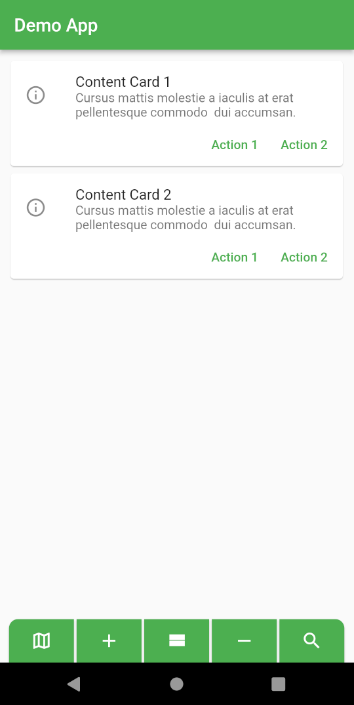 Demo App
Content Card 1
Cursus mattis molestie a iaculis at erat
pellentesque commodo  dui accumsan.
Action 1 Action 2
Content Card 2
Cursus mattis molestie a iaculis at erat
pellentesque commodo  dui accumsan.
Action 1 Action 2